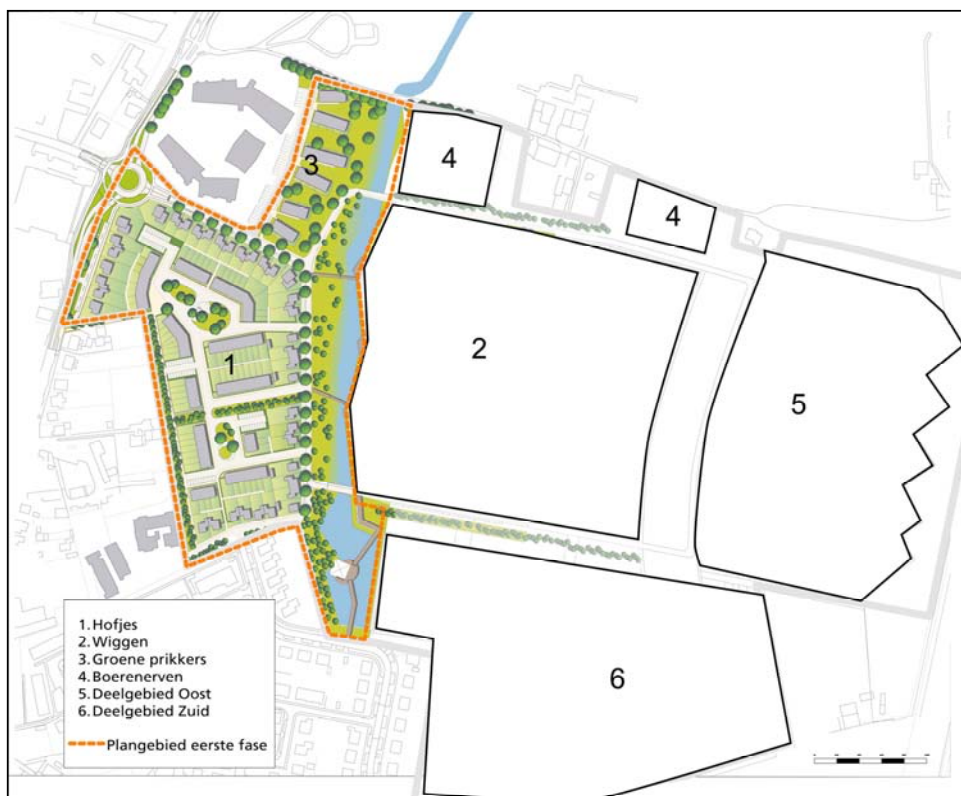 3
4
4
2
1
5
6
1. Hofjes
2. Wiggen
3. Groene prikkers
4. Boerenerven
5. Deelgebied Oost
6. Deelgebied Zuid
Plangebied eerste fase